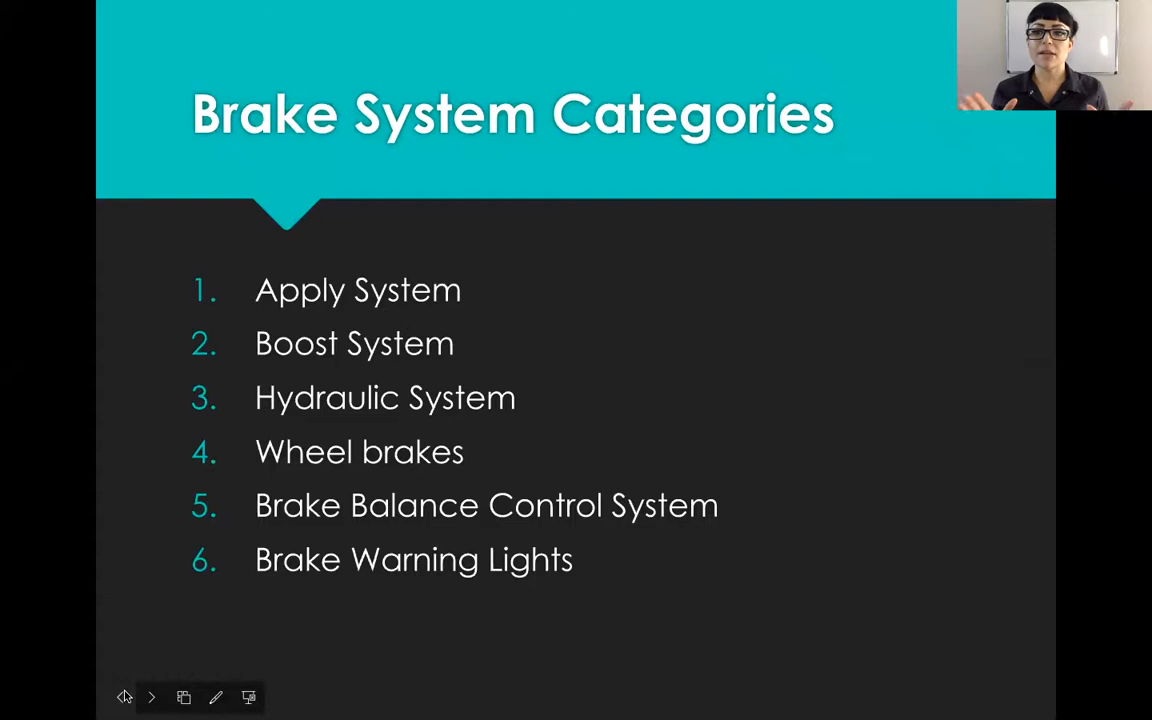 Brake System Categories
1. Apply System
2. Boost System
3. Hydraulic System
4. Wheel brakes
5. Brake Balance Control System
6. Brake Warning Lights